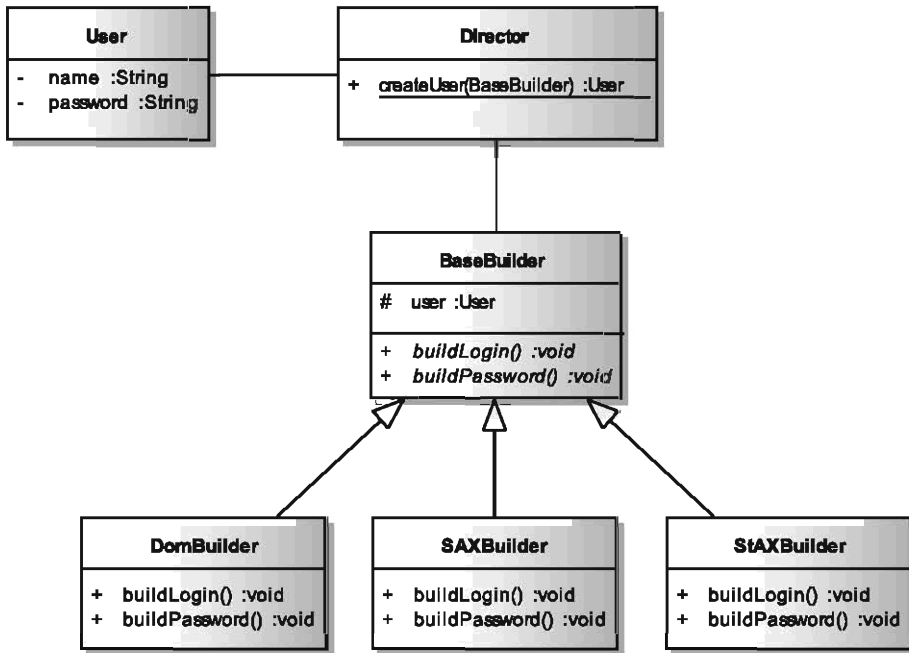 User
- name :String
- password :String
Director
+ createUser(BaseBuilder) :User
BaseBuilder
# user :User
+ buildLogin() :void
+ buildPassword() :void
DomBuilder
+ buildLogin() :void
+ buildPassword() :void
SAXBuilder
+ buildLogin() :void
+ buildPassword() :void
StAXBuilder
+ buildLogin() :void
+ buildPassword() :void